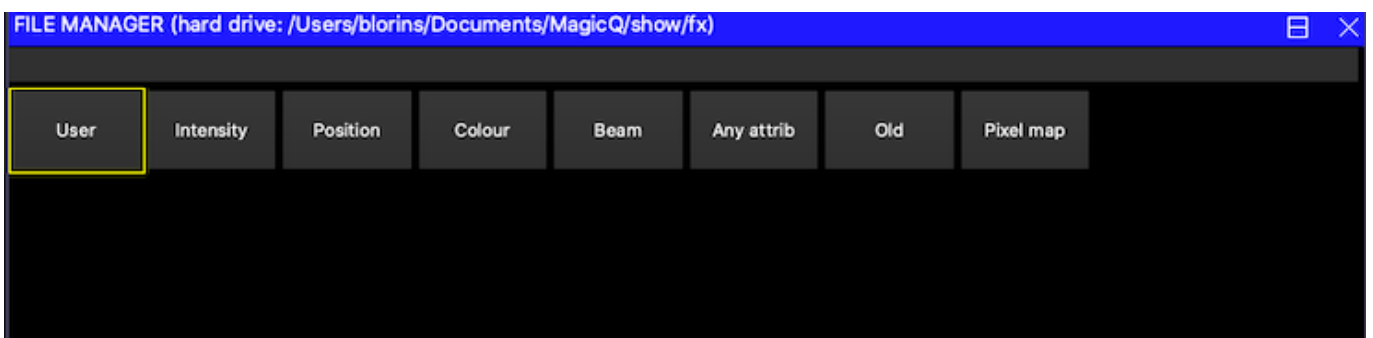 FILE MANAGER (hard drive: /Users/blorins/Documents/MagicQ/show/fx)
User Intensity Position Colour Beam Any attrib Old Pixel map